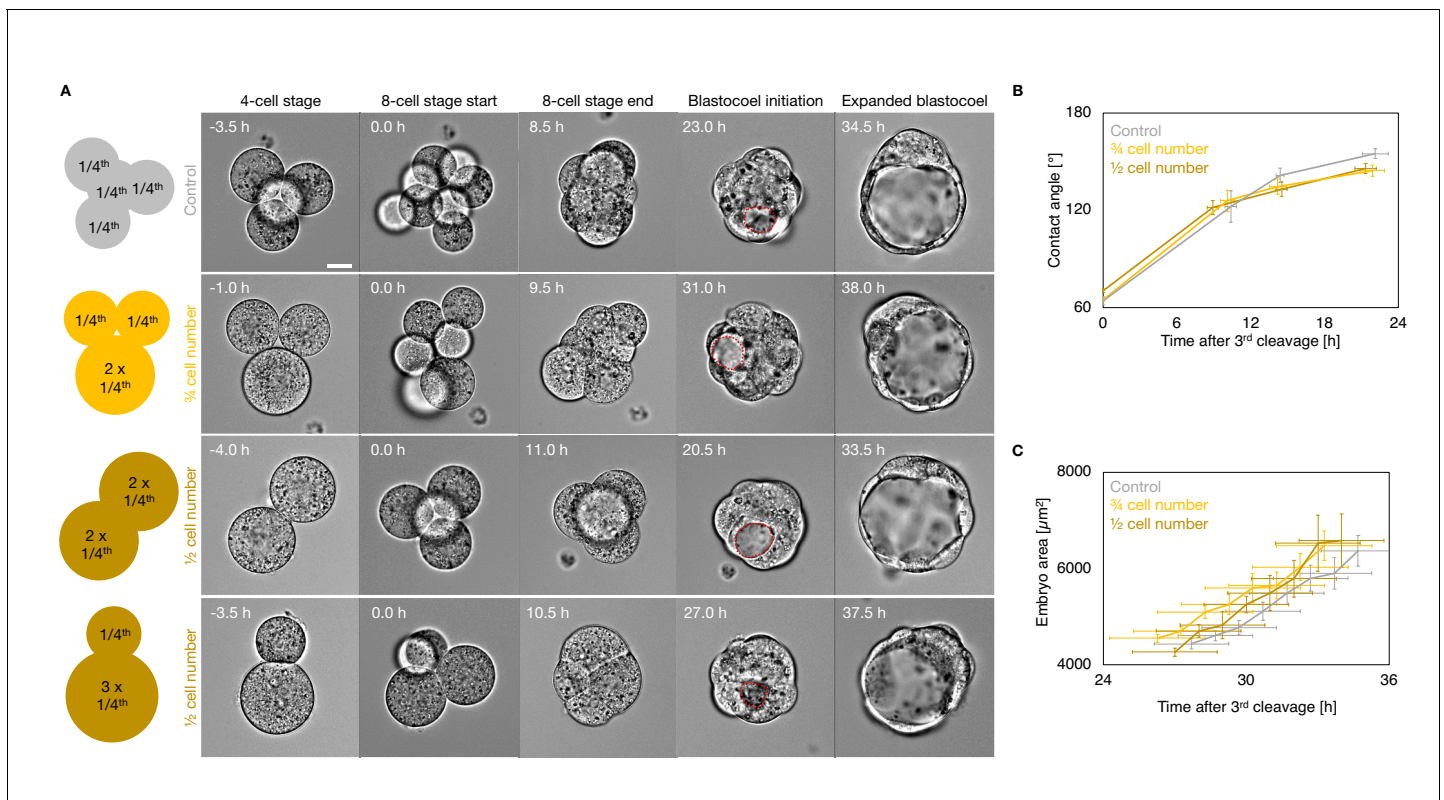 A
4-cell stage
8-cell stage start
8-cell stage end
Blastocoel initiation
Expanded blastocoel
1/4th
1/4th
1/4th
1/4th
Control
-3.5 h
0.0 h
8.5 h
23.0 h
34.5 h
1/4th
1/4th
2 x
1/4th
¾ cell number
-1.0 h
0.0 h
9.5 h
31.0 h
38.0 h
2 x
1/4th
2 x
1/4th
½ cell number
-4.0 h
0.0 h
11.0 h
20.5 h
33.5 h
1/4th
3 x
1/4th
½ cell number
-3.5 h
0.0 h
10.5 h
27.0 h
37.5 h
B
Contact angle [°]
180
120
60
Control
¾ cell number
½ cell number
0
6
12
18
24
Time after 3rd cleavage [h]
C
Embryo area [µm²]
8000
6000
4000
Control
¾ cell number
½ cell number
24
30
36
Time after 3rd cleavage [h]